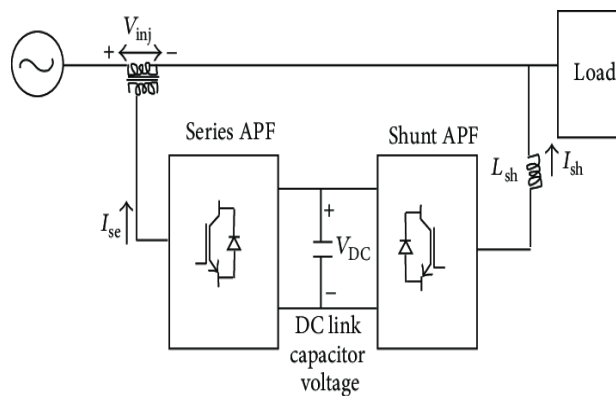 V_inj
+ −
Load
Series APF
Shunt APF
L_sh
I_sh
I_se
+
V_DC
−
DC link
capacitor
voltage